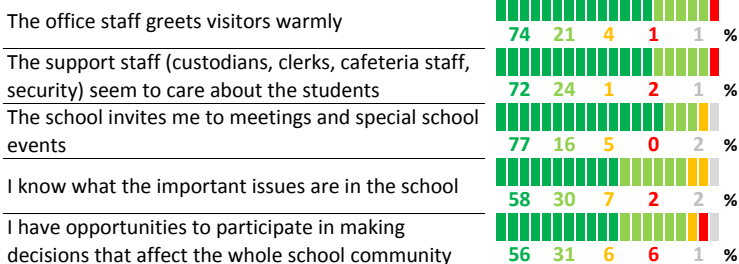 The office staff greets visitors warmly
74 21 4 1 1 %
The support staff (custodians, clerks, cafeteria staff,
security) seem to care about the students
72 24 1 2 1 %
The school invites me to meetings and special school
events
77 16 5 0 2 %
I know what the important issues are in the school
58 30 7 2 2 %
I have opportunities to participate in making
decisions that affect the whole school community
56 31 6 6 1 %